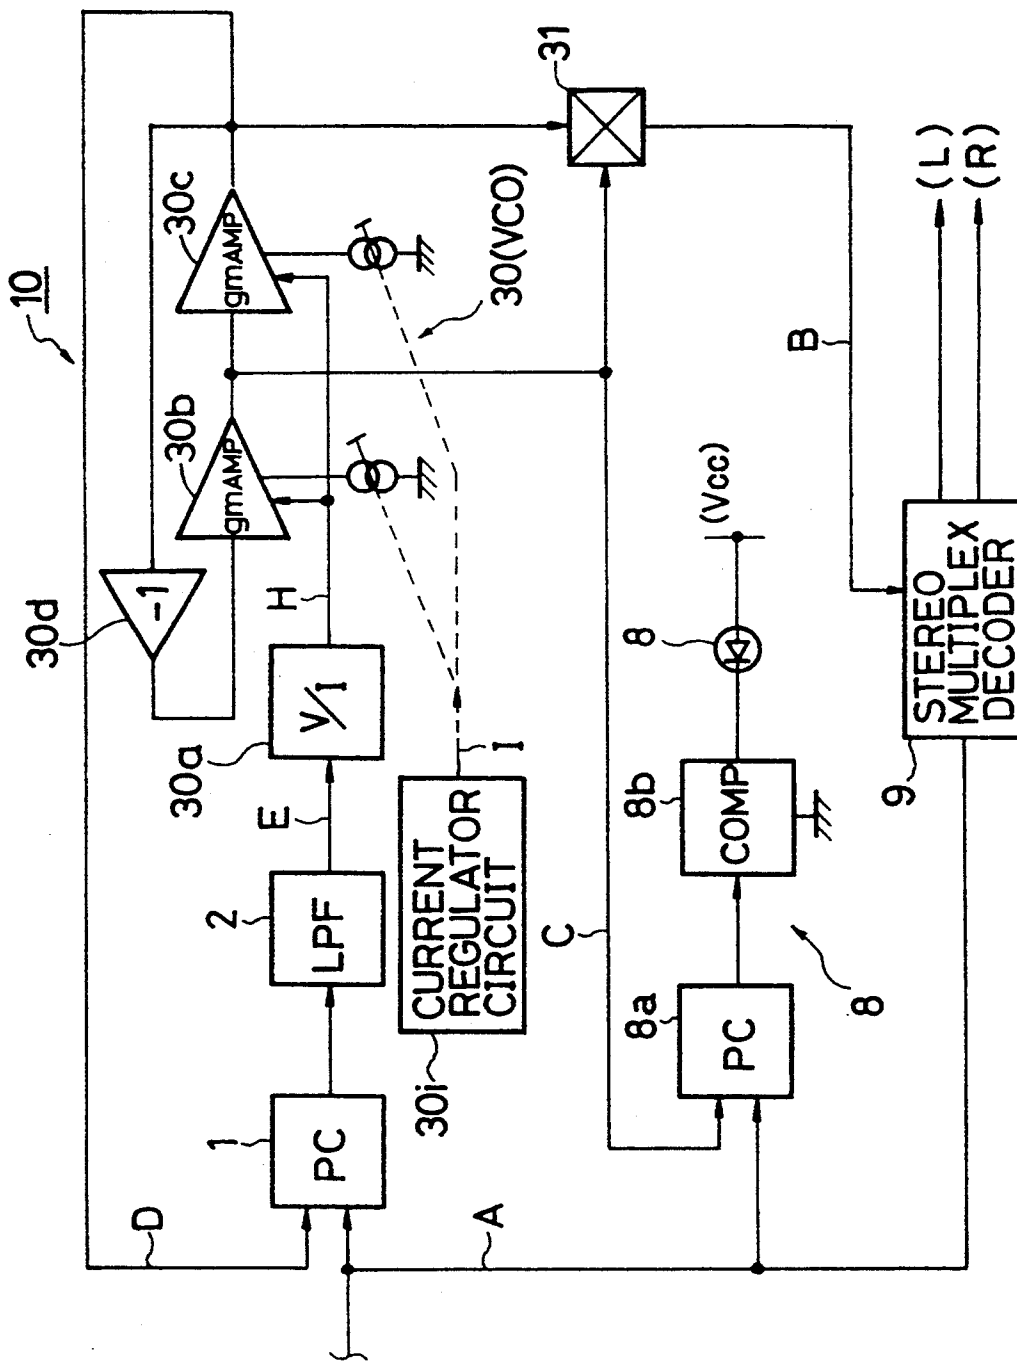 10
30d
-1
30b
gmAMP
30c
gmAMP
D
1
PC
2
LPF
E
30a
V/I
H
30(VCO)
31
30i
CURRENT
REGULATOR
CIRCUIT
I
C
A
8a
PC
8b
COMP
8
(Vcc)
8
B
9
STEREO
MULTIPLEX
DECODER
(L)
(R)